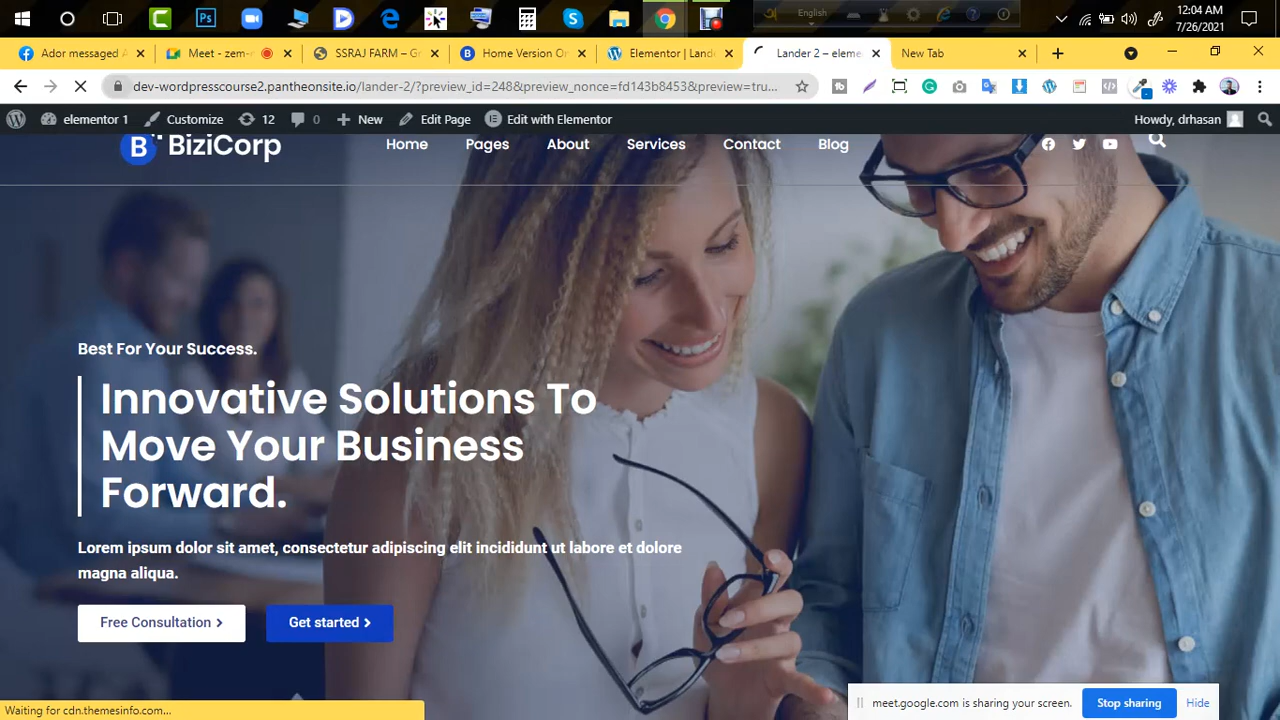 English
12:04 AM
7/26/2021
Ador messaged
Meet - zem-
SSRAJ FARM – G
Home Version On
Elementor | Land
Lander 2 – eleme
New Tab
dev-wordpresscourse2.pantheonsite.io/lander-2/?preview_id=248&preview_nonce=fd143b8453&preview=tru...
elementor 1
Customize
12
0
New
Edit Page
Edit with Elementor
Howdy, drhasan
B BiziCorp
Home
Pages
About
Services
Contact
Blog
Best For Your Success.
Innovative Solutions To
Move Your Business
Forward.
Lorem ipsum dolor sit amet, consectetur adipiscing elit incididunt ut labore et dolore
magna aliqua.
Free Consultation
Get started
Waiting for cdn.themesinfo.com...
meet.google.com is sharing your screen.
Stop sharing
Hide